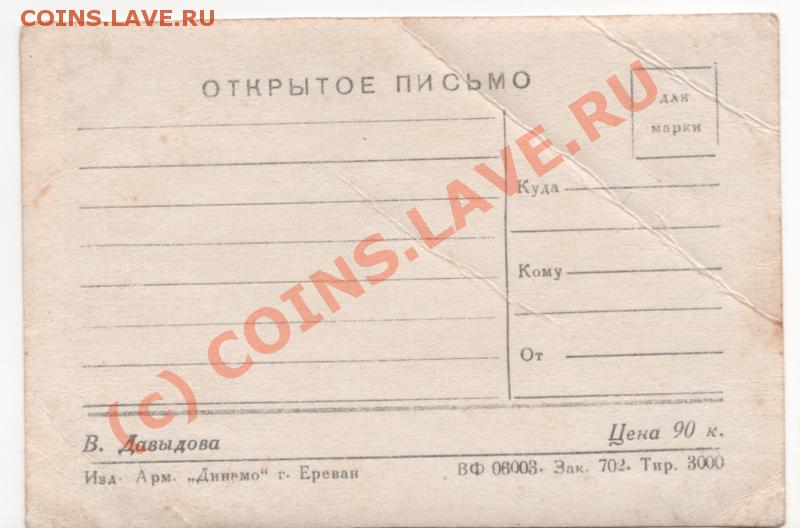 COINS.LAVE.RU
ОТКРЫТОЕ ПИСЬМО
для
марки
Куда
Кому
От
(c) COINS.LAVE.RU
В. Давыдова
Цена 90 к.
Изд. Арм. „Динамо“ г. Ереван
ВФ 06003. Зак. 702. Тир. 3000